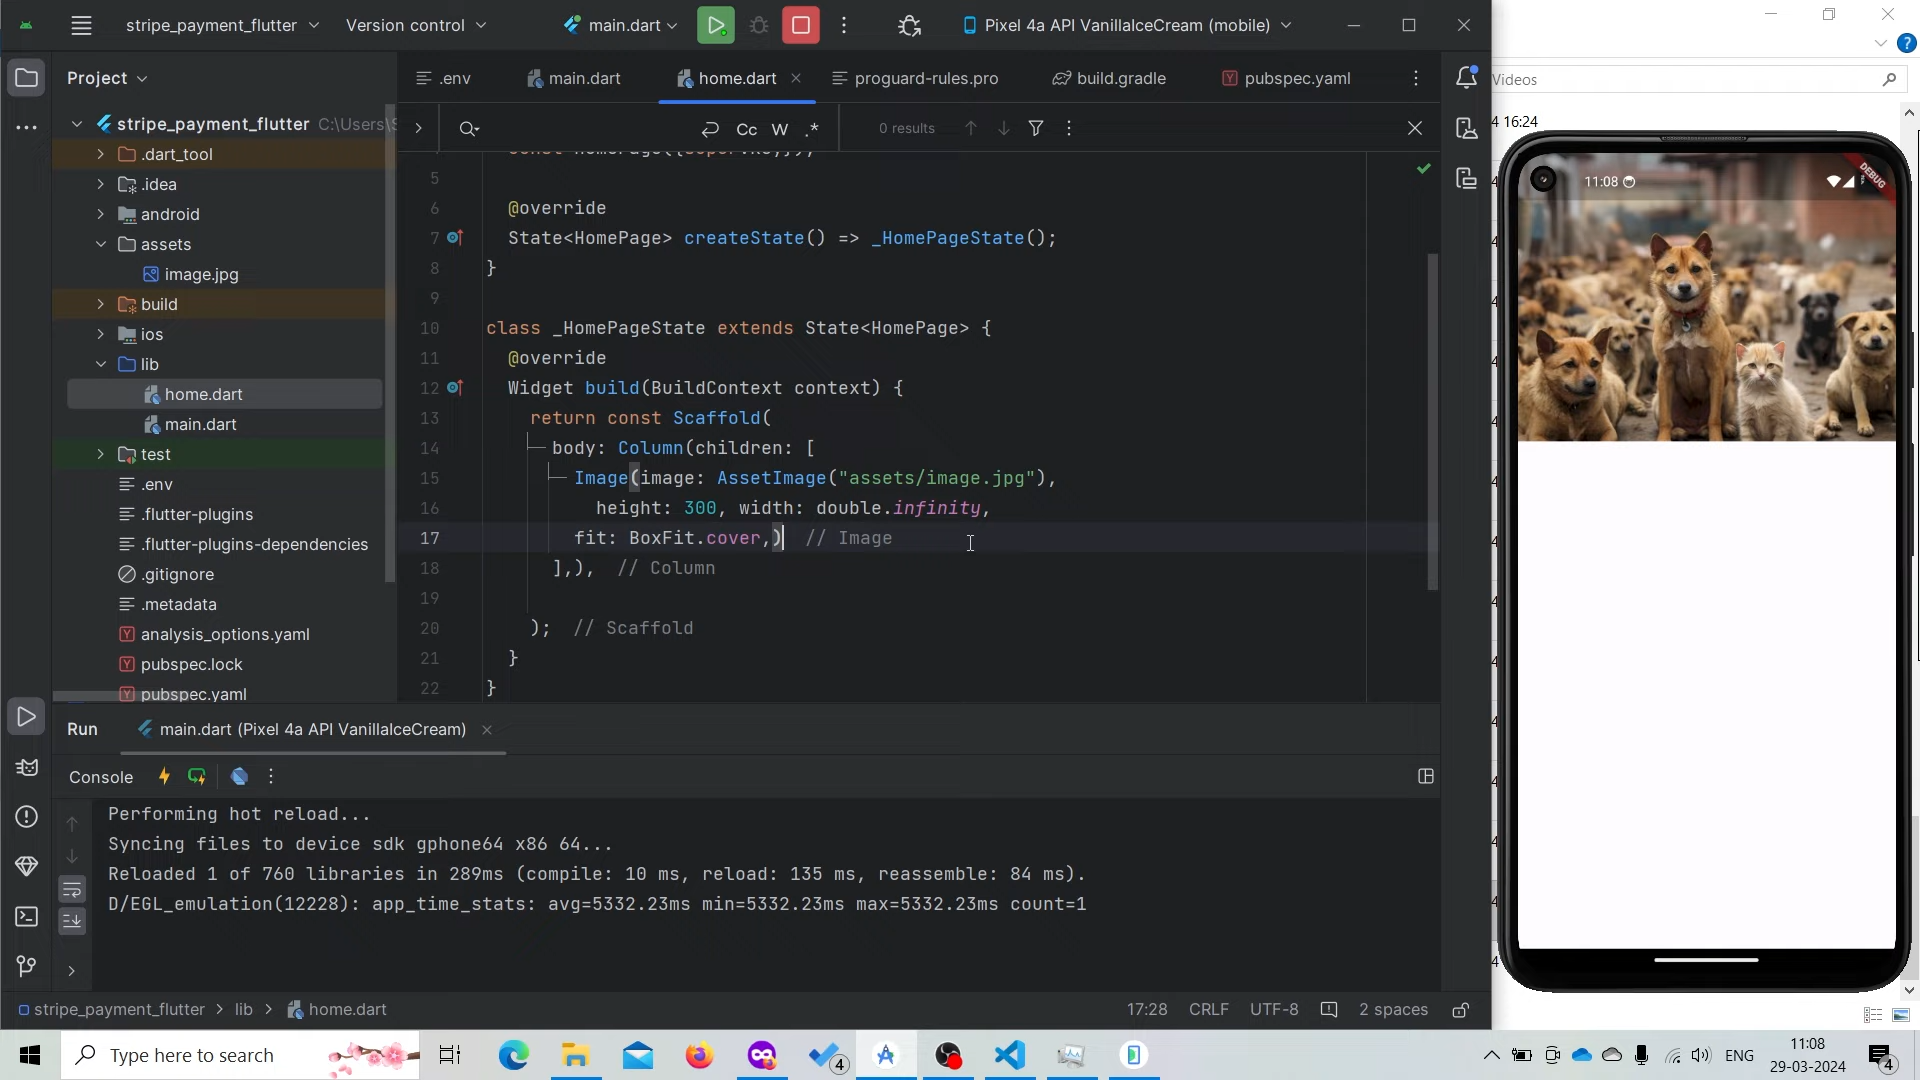 stripe_payment_flutter
Version control
main.dart
Pixel 4a API VanillaIceCream (mobile)
Project
.env
main.dart
home.dart
proguard-rules.pro
build.gradle
pubspec.yaml
Videos
Cc
W
.*
0 results
stripe_payment_flutter C:\Users\
.dart_tool
.idea
android
assets
image.jpg
build
ios
lib
home.dart
main.dart
test
.env
.flutter-plugins
.flutter-plugins-dependencies
.gitignore
.metadata
analysis_options.yaml
pubspec.lock
pubspec.yaml
5
6 @override
7 State<HomePage> createState() => _HomePageState();
8 }
9
10 class _HomePageState extends State<HomePage> {
11 @override
12 Widget build(BuildContext context) {
13 return const Scaffold(
14 body: Column(children: [
15 Image(image: AssetImage("assets/image.jpg"),
16 height: 300, width: double.infinity,
17 fit: BoxFit.cover,) // Image
18 ],), // Column
19
20 ); // Scaffold
21 }
22 }
4 16:24
11:08
DEBUG
Run
main.dart (Pixel 4a API VanillaIceCream)
Console
Performing hot reload...
Syncing files to device sdk gphone64 x86 64...
Reloaded 1 of 760 libraries in 289ms (compile: 10 ms, reload: 135 ms, reassemble: 84 ms).
D/EGL_emulation(12228): app_time_stats: avg=5332.23ms min=5332.23ms max=5332.23ms count=1
stripe_payment_flutter > lib > home.dart
17:28
CRLF
UTF-8
2 spaces
Type here to search
4
ENG
11:08
29-03-2024
4